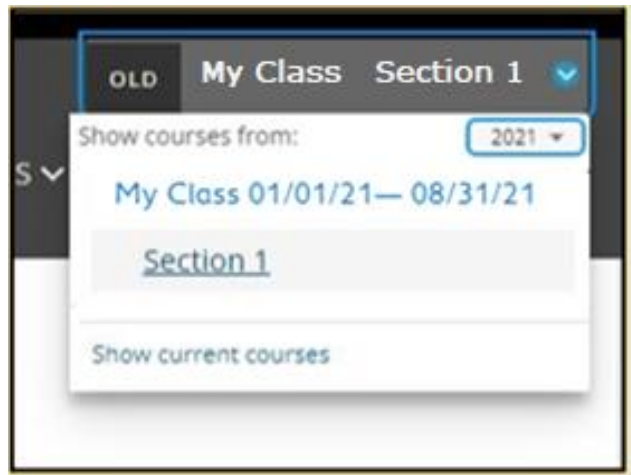 OLD My Class Section 1
Show courses from: 2021
S
My Class 01/01/21— 08/31/21
Section 1
Show current courses